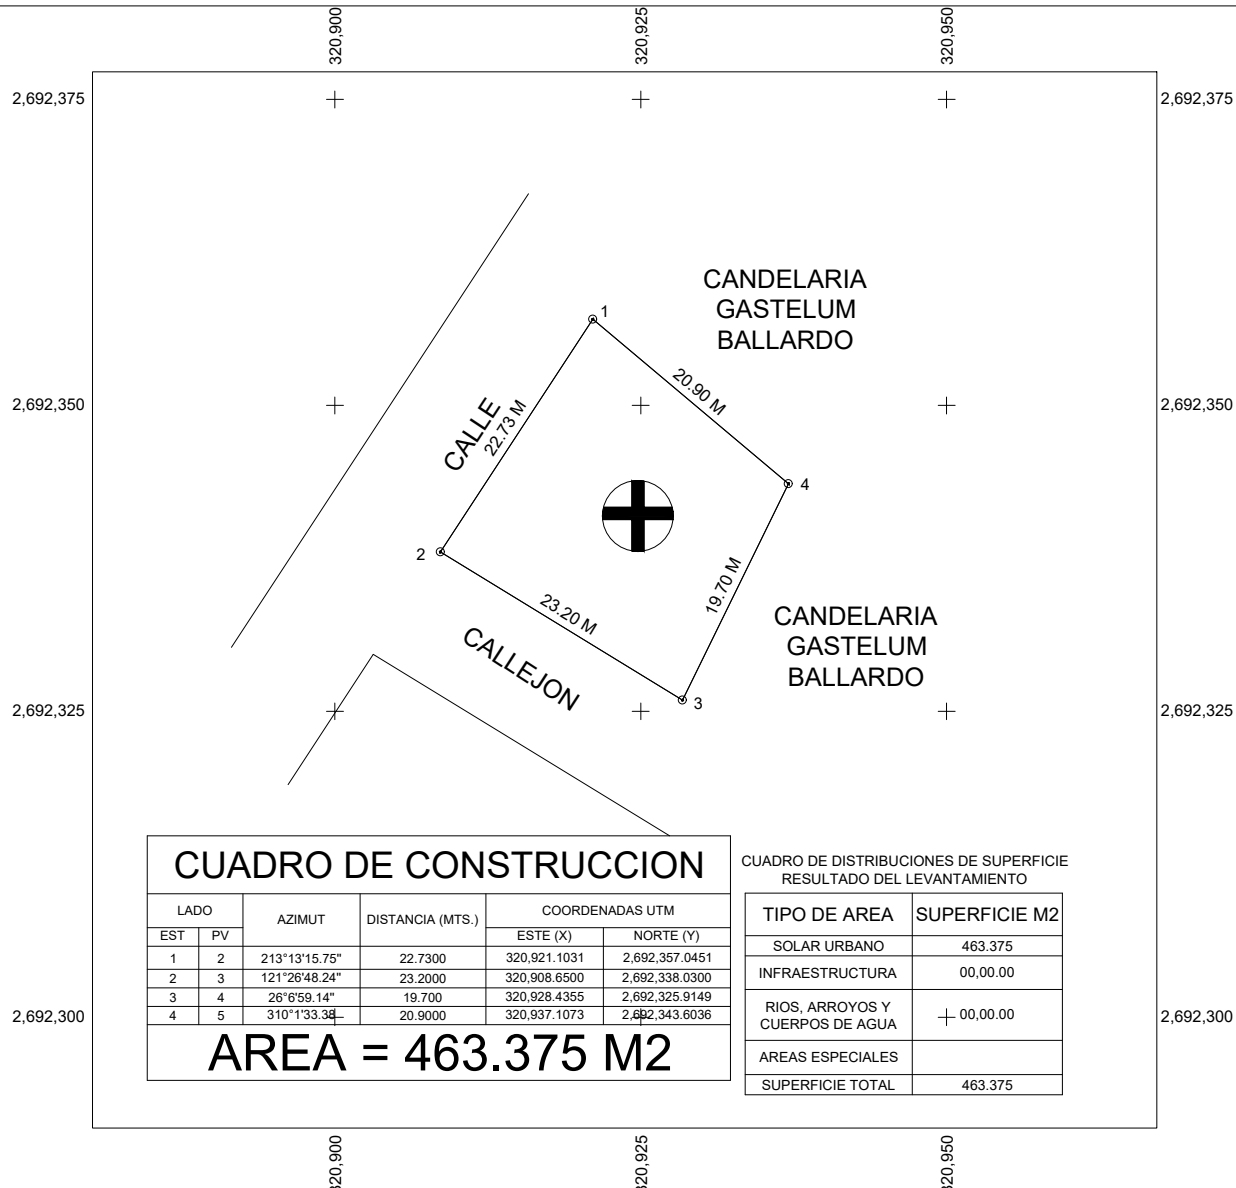 320,900
320,925
320,950
2,692,375
2,692,375
CANDELARIA
GASTELUM
BALLARDO
1
20.90 M
2,692,350
2,692,350
CALLE
22.73 M
4
2
19.70 M
23.20 M
CANDELARIA
GASTELUM
BALLARDO
CALLEJON
3
2,692,325
2,692,325
CUADRO DE CONSTRUCCION
LADO AZIMUT DISTANCIA (MTS.) COORDENADAS UTM
EST PV ESTE (X) NORTE (Y)
1 2 213°13'15.75" 22.7300 320,921.1031 2,692,357.0451
2 3 121°26'48.24" 23.2000 320,908.6500 2,692,338.0300
3 4 26°6'59.14" 19.700 320,928.4355 2,692,325.9149
4 5 310°1'33.38 20.9000 320,937.1073 2,692,343.6036
AREA = 463.375 M2
CUADRO DE DISTRIBUCIONES DE SUPERFICIE
RESULTADO DEL LEVANTAMIENTO
TIPO DE AREA SUPERFICIE M2
SOLAR URBANO 463.375
INFRAESTRUCTURA 00,00.00
RIOS, ARROYOS Y
CUERPOS DE AGUA 00,00.00
AREAS ESPECIALES
SUPERFICIE TOTAL 463.375
2,692,300
2,692,300
320,900
320,925
320,950